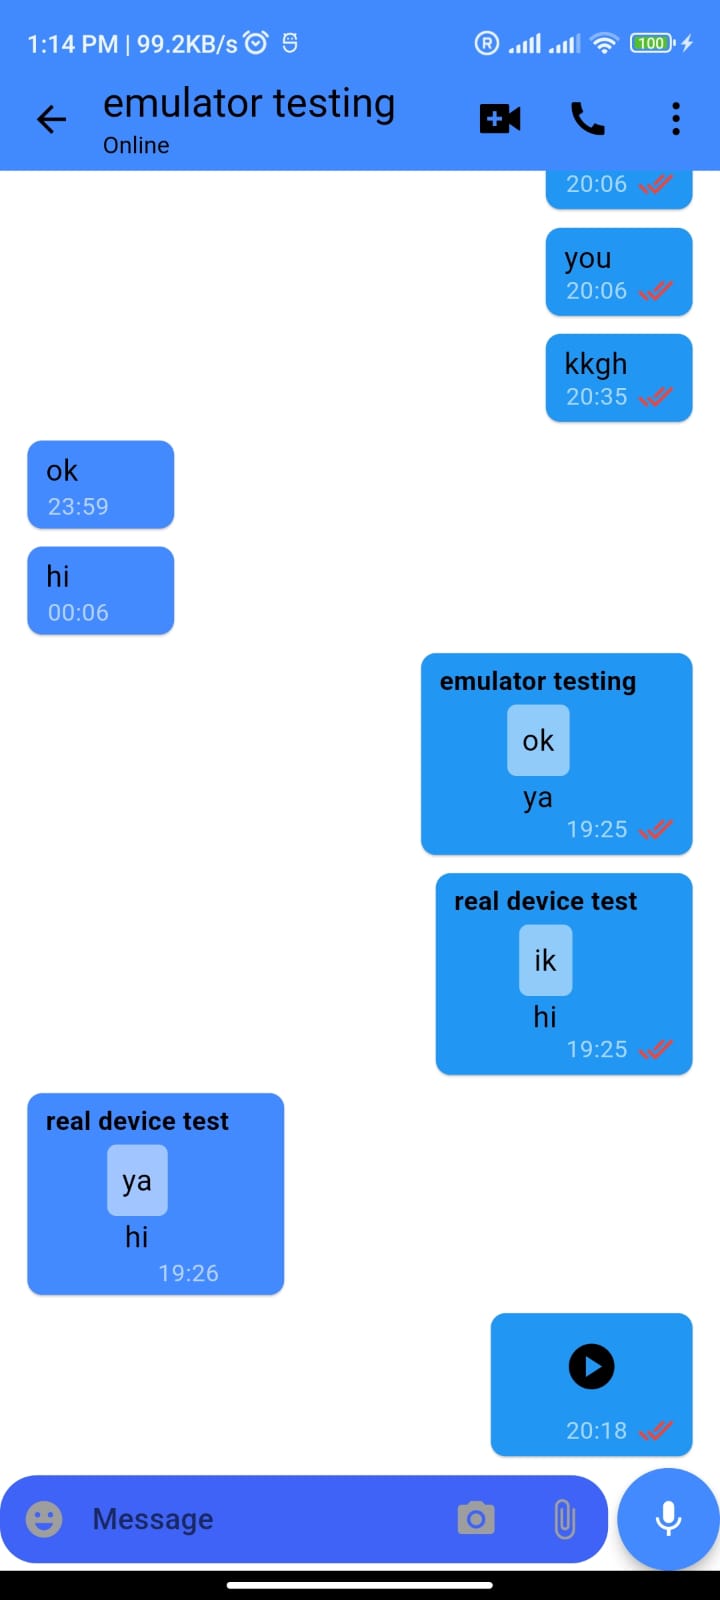 1:14 PM | 99.2KB/s R 100
emulator testing
Online
20:06
you
20:06
kkgh
20:35
ok
23:59
hi
00:06
emulator testing
ok
ya
19:25
real device test
ik
hi
19:25
real device test
ya
hi
19:26
20:18
Message